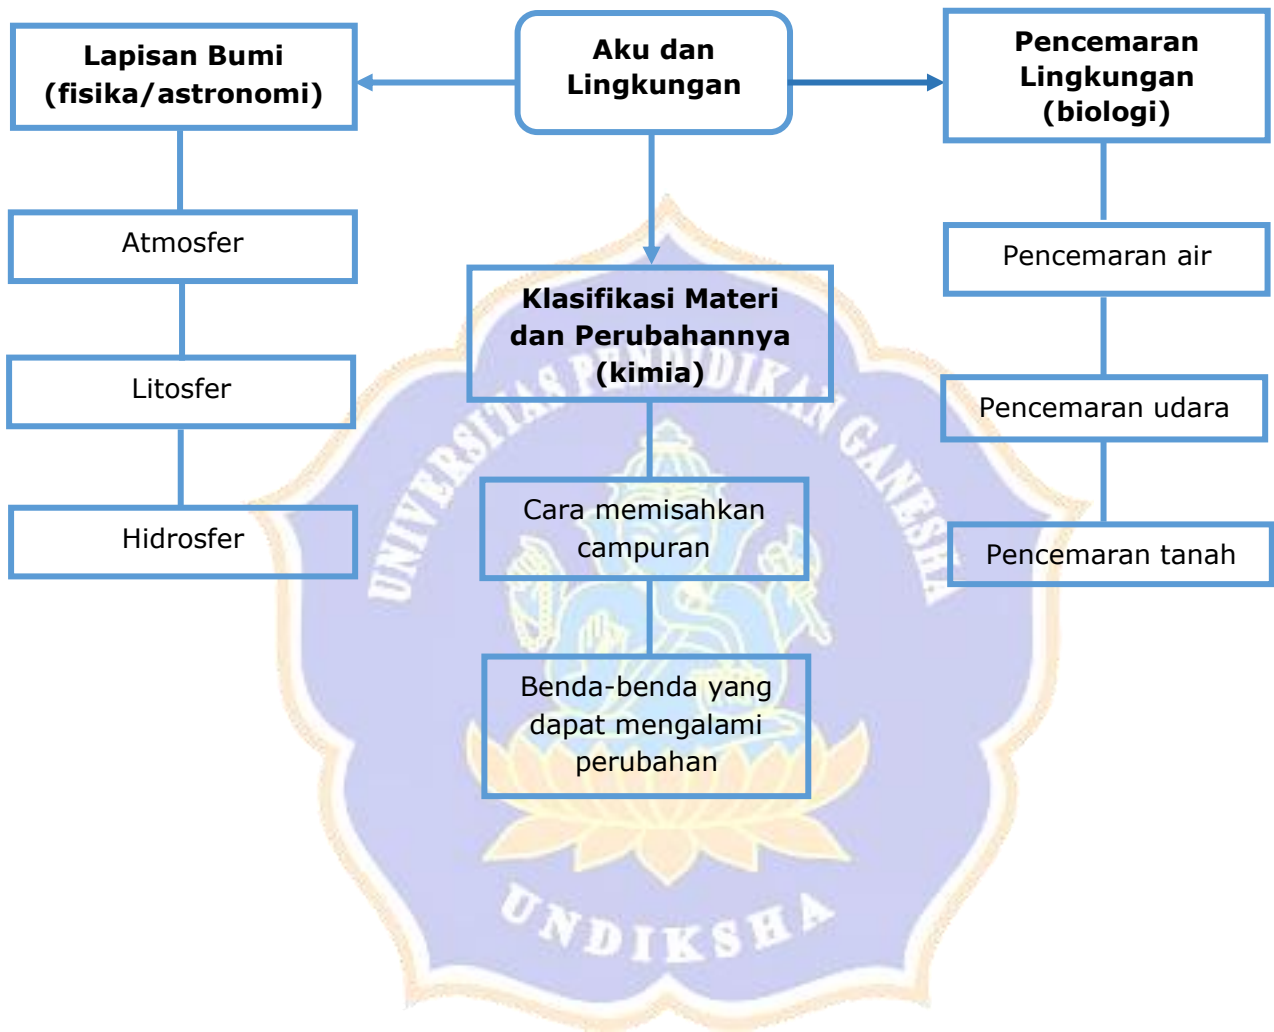 Lapisan Bumi
(fisika/astronomi)
Atmosfer
Litosfer
Hidrosfer
Aku dan
Lingkungan
Klasifikasi Materi
dan Perubahannya
(kimia)
Cara memisahkan
campuran
Benda-benda yang
dapat mengalami
perubahan
Pencemaran
Lingkungan
(biologi)
Pencemaran air
Pencemaran udara
Pencemaran tanah
UNIVERSITAS PENDIDIKAN GANESHA
UNDIKSHA